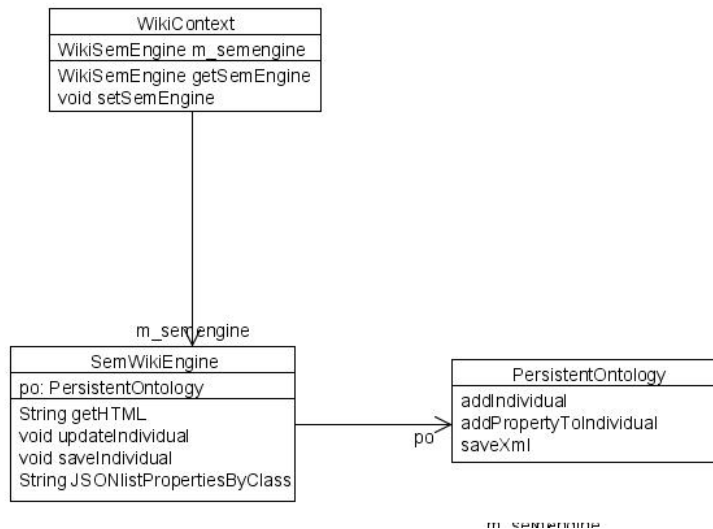 WikiContext
WikiSemEngine m_semengine
WikiSemEngine getSemEngine
void setSemEngine
m_semengine
SemWikiEngine
po: PersistentOntology
String getHTML
void updateIndividual
void saveIndividual
String JSONlistPropertiesByClass
po
PersistentOntology
addIndividual
addPropertyToIndividual
saveXml